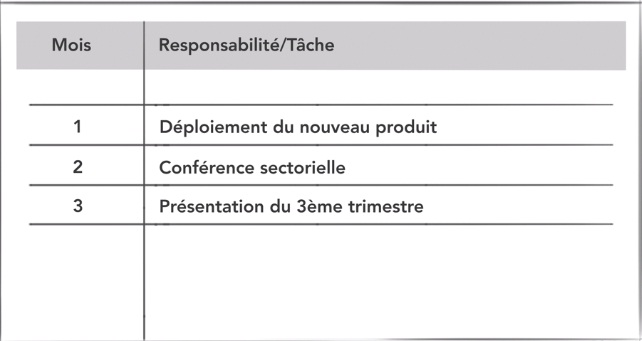 Mois Responsabilité/Tâche
1 Déploiement du nouveau produit
2 Conférence sectorielle
3 Présentation du 3ème trimestre